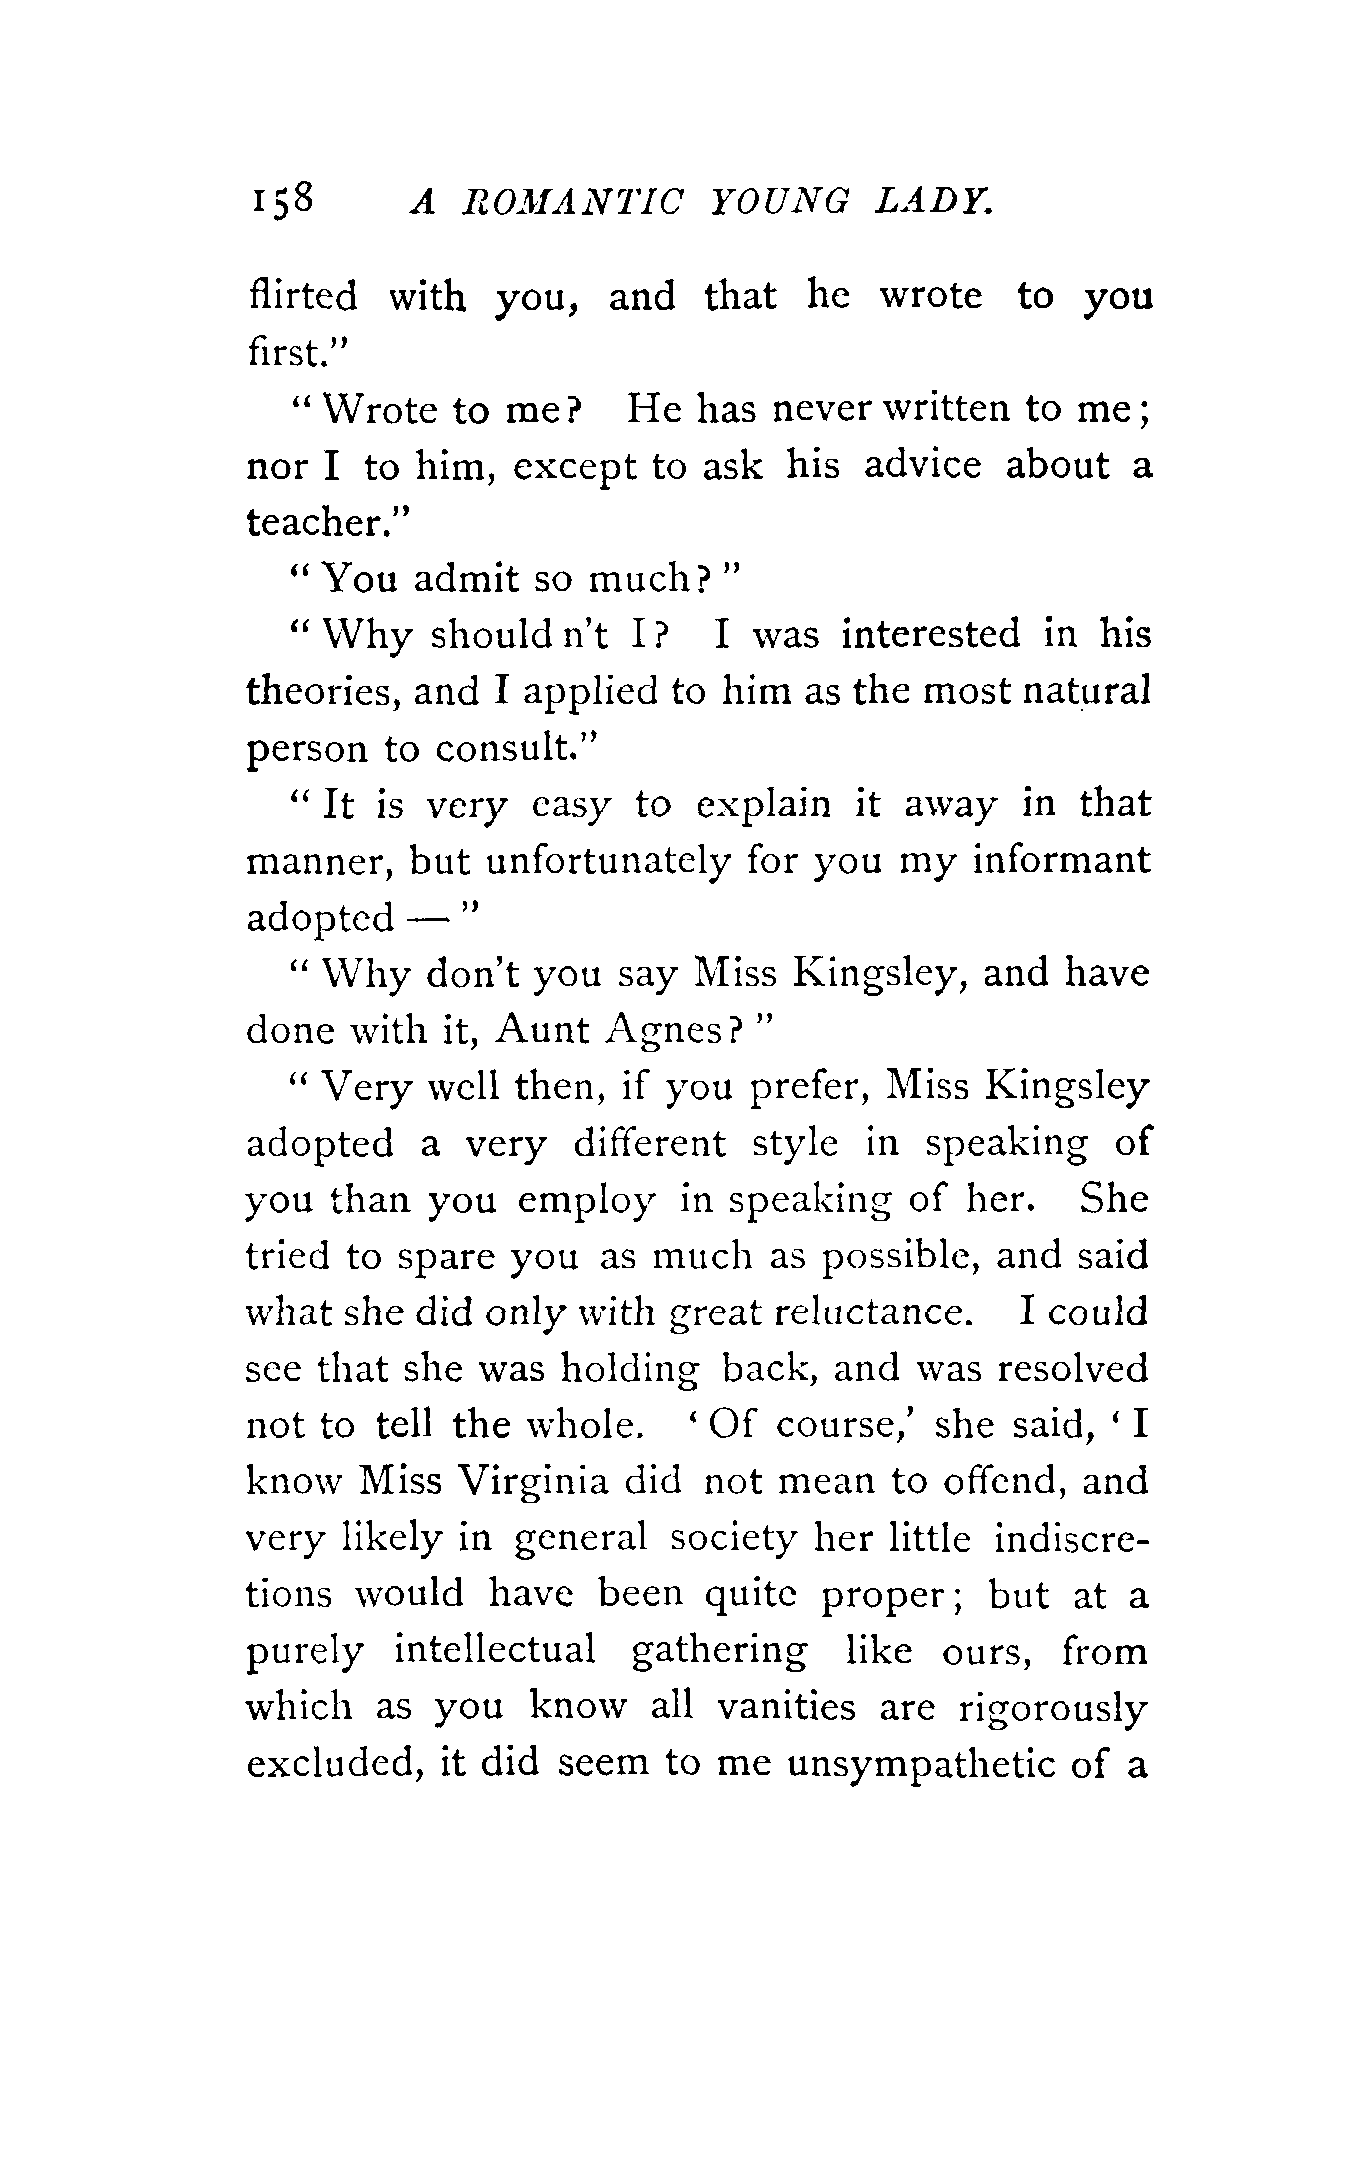 158 A ROMANTIC YOUNG LADY.
flirted with you, and that he wrote to you
first."
"Wrote to me? He has never written to me;
nor I to him, except to ask his advice about a
teacher."
"You admit so much?"
"Why should n't I? I was interested in his
theories, and I applied to him as the most natural
person to consult."
"It is very easy to explain it away in that
manner, but unfortunately for you my informant
adopted — "
"Why don't you say Miss Kingsley, and have
done with it, Aunt Agnes?"
"Very well then, if you prefer, Miss Kingsley
adopted a very different style in speaking of
you than you employ in speaking of her. She
tried to spare you as much as possible, and said
what she did only with great reluctance. I could
see that she was holding back, and was resolved
not to tell the whole. 'Of course,' she said, 'I
know Miss Virginia did not mean to offend, and
very likely in general society her little indiscre-
tions would have been quite proper; but at a
purely intellectual gathering like ours, from
which as you know all vanities are rigorously
excluded, it did seem to me unsympathetic of a